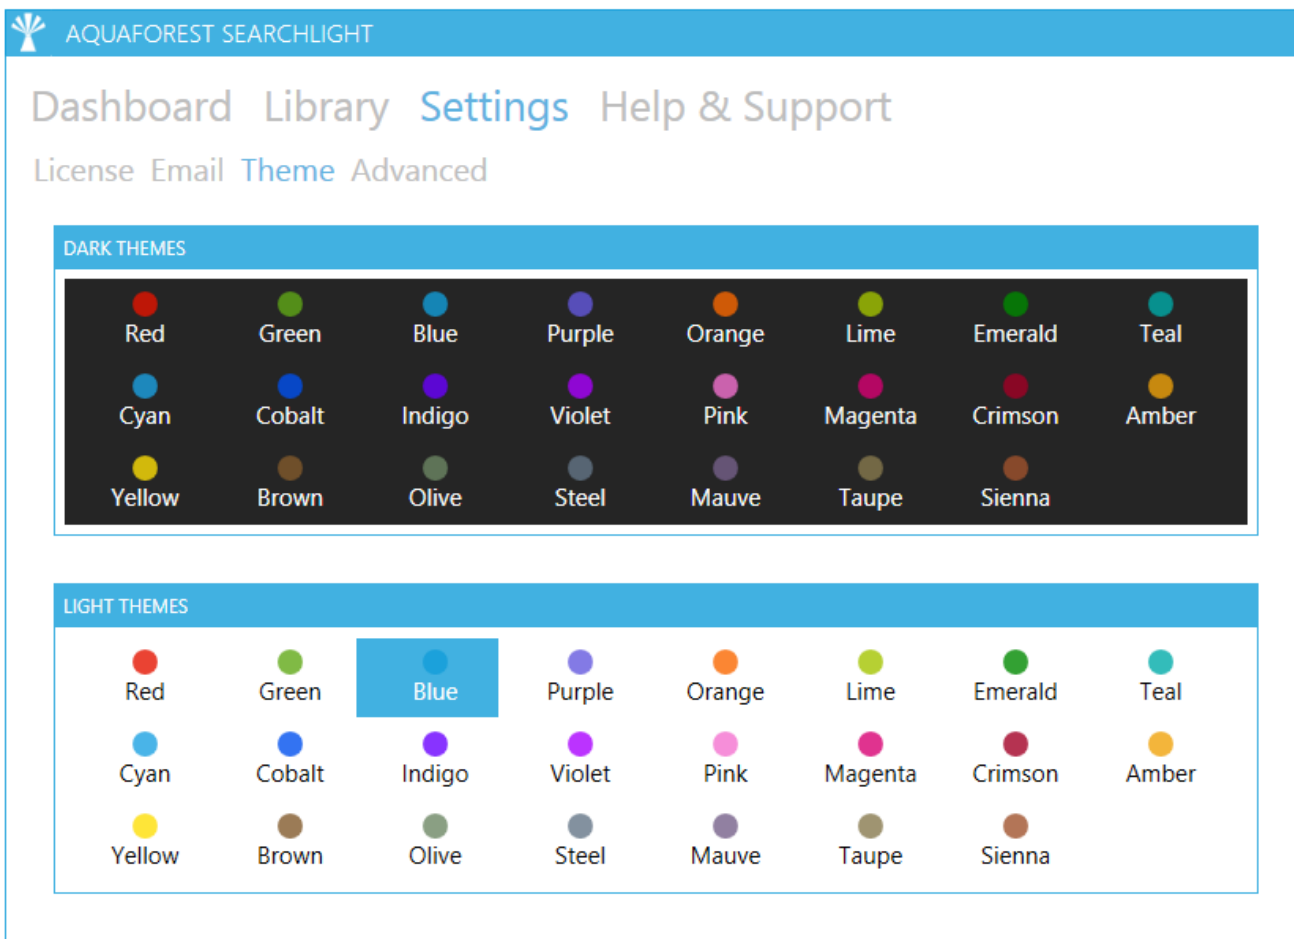 AQUAFOREST SEARCHLIGHT
Dashboard Library Settings Help & Support
License Email Theme Advanced
DARK THEMES
Red Green Blue Purple Orange Lime Emerald Teal
Cyan Cobalt Indigo Violet Pink Magenta Crimson Amber
Yellow Brown Olive Steel Mauve Taupe Sienna
LIGHT THEMES
Red Green Blue Purple Orange Lime Emerald Teal
Cyan Cobalt Indigo Violet Pink Magenta Crimson Amber
Yellow Brown Olive Steel Mauve Taupe Sienna